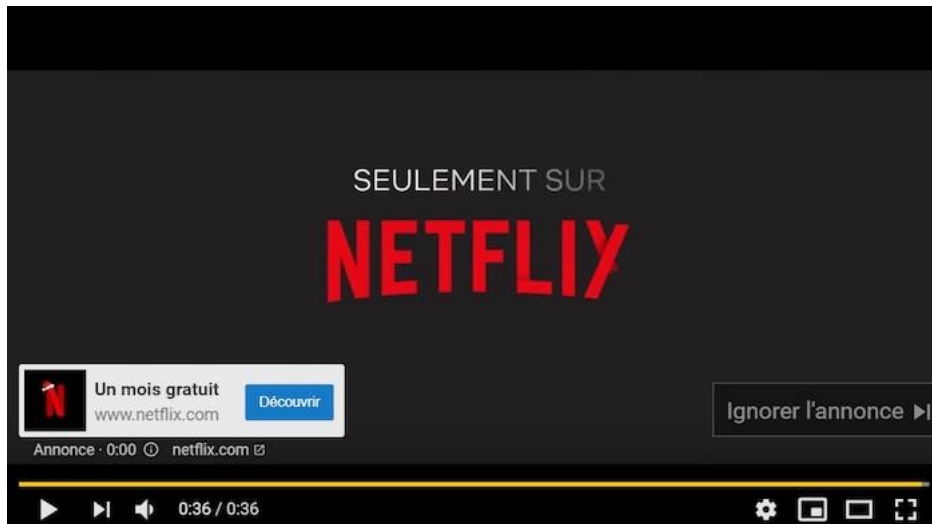 SEULEMENT SUR
NETFLIX
N
Un mois gratuit
www.netflix.com
Découvrir
Ignorer l'annonce
Annonce · 0:00 netflix.com
0:36 / 0:36